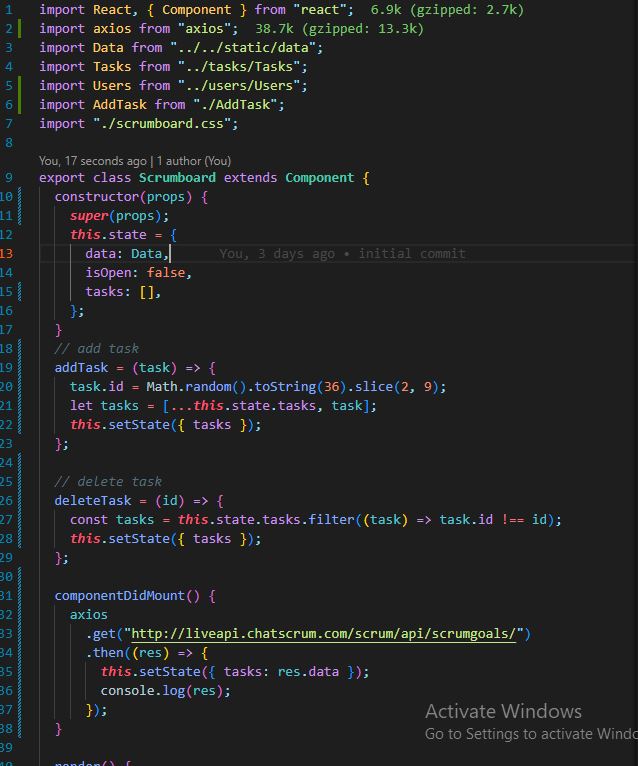 1 import React, { Component } from "react"; 6.9k (gzipped: 2.7k)
2 import axios from "axios"; 38.7k (gzipped: 13.3k)
3 import Data from "../../static/data";
4 import Tasks from "../tasks/Tasks";
5 import Users from "../users/Users";
6 import AddTask from "./AddTask";
7 import "./scrumboard.css";
8
You, 17 seconds ago | 1 author (You)
9 export class Scrumboard extends Component {
10 constructor(props) {
11 super(props);
12 this.state = {
13 data: Data, You, 3 days ago • initial commit
14 isOpen: false,
15 tasks: [],
16 };
17 }
18 // add task
19 addTask = (task) => {
20 task.id = Math.random().toString(36).slice(2, 9);
21 let tasks = [...this.state.tasks, task];
22 this.setState({ tasks });
23 };
24
25 // delete task
26 deleteTask = (id) => {
27 const tasks = this.state.tasks.filter((task) => task.id !== id);
28 this.setState({ tasks });
29 };
30
31 componentDidMount() {
32 axios
33 .get("http://liveapi.chatscrum.com/scrum/api/scrumgoals/")
34 .then((res) => {
35 this.setState({ tasks: res.data });
36 console.log(res);
37 });
38 }
39
Activate Windows
Go to Settings to activate Windo
render() {